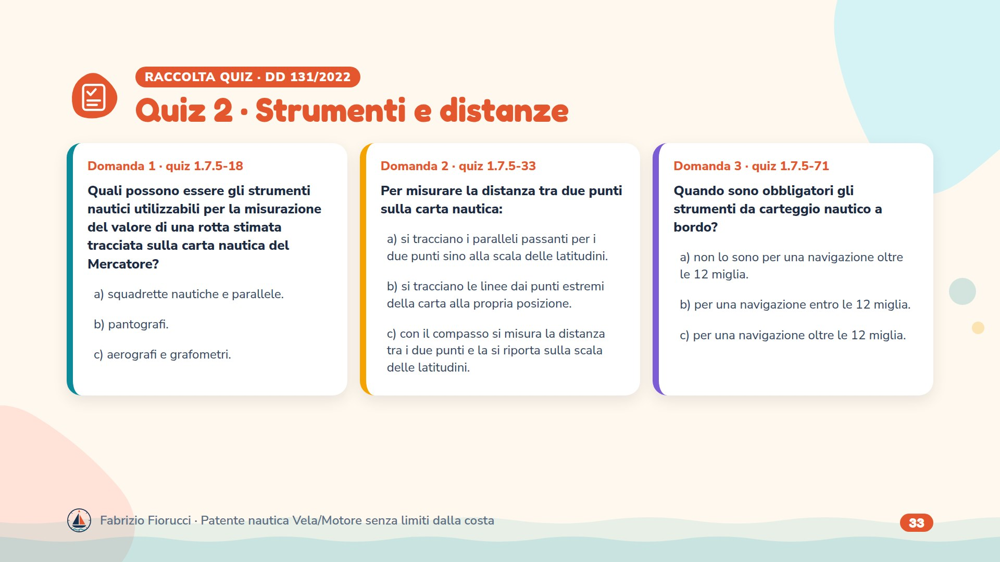 RACCOLTA QUIZ · DD 131/2022
Quiz 2 · Strumenti e distanze
Domanda 1 · quiz 1.7.5-18
Quali possono essere gli strumenti
nautici utilizzabili per la misurazione
del valore di una rotta stimata
tracciata sulla carta nautica del
Mercatore?
a) squadrette nautiche e parallele.
b) pantografi.
c) aerografi e grafometri.
Domanda 2 · quiz 1.7.5-33
Per misurare la distanza tra due punti
sulla carta nautica:
a) si tracciano i paralleli passanti per i
due punti sino alla scala delle latitudini.
b) si tracciano le linee dai punti estremi
della carta alla propria posizione.
c) con il compasso si misura la distanza
tra i due punti e la si riporta sulla scala
delle latitudini.
Domanda 3 · quiz 1.7.5-71
Quando sono obbligatori gli
strumenti da carteggio nautico a
bordo?
a) non lo sono per una navigazione oltre
le 12 miglia.
b) per una navigazione entro le 12 miglia.
c) per una navigazione oltre le 12 miglia.
Fabrizio Fiorucci · Patente nautica Vela/Motore senza limiti dalla costa
33